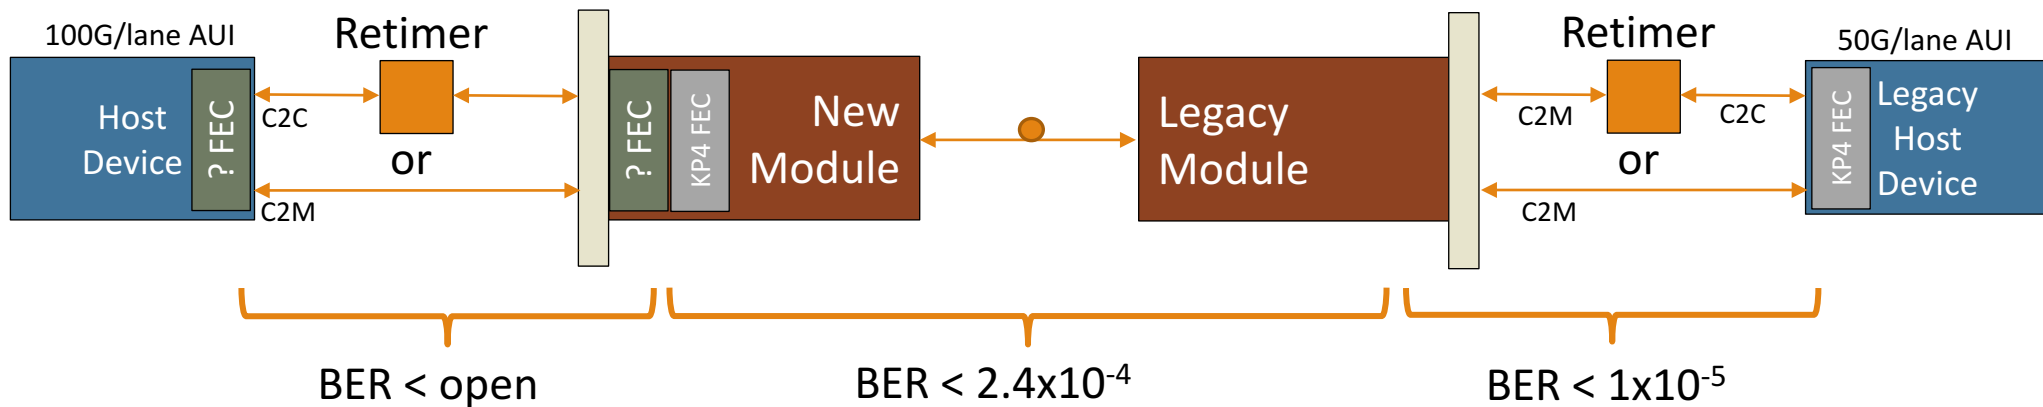 100G/lane AUI
Retimer
Host
Device
? FEC
C2C
or
C2M
? FEC
KP4 FEC
New
Module
Legacy
Module
Retimer
50G/lane AUI
C2M
C2C
or
C2M
KP4 FEC
Legacy
Host
Device
BER < open
BER < 2.4x10⁻⁴
BER < 1x10⁻⁵